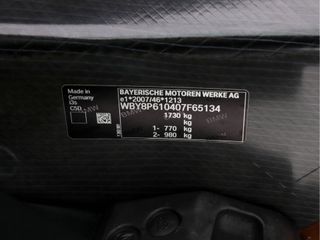 Made in
Germany
i3s
BAYERISCHE MOTOREN WERKE AG
e1*2007/46*1213
WBY8P610407F65134
1730 kg
kg
1- 770 kg
2- 980 kg